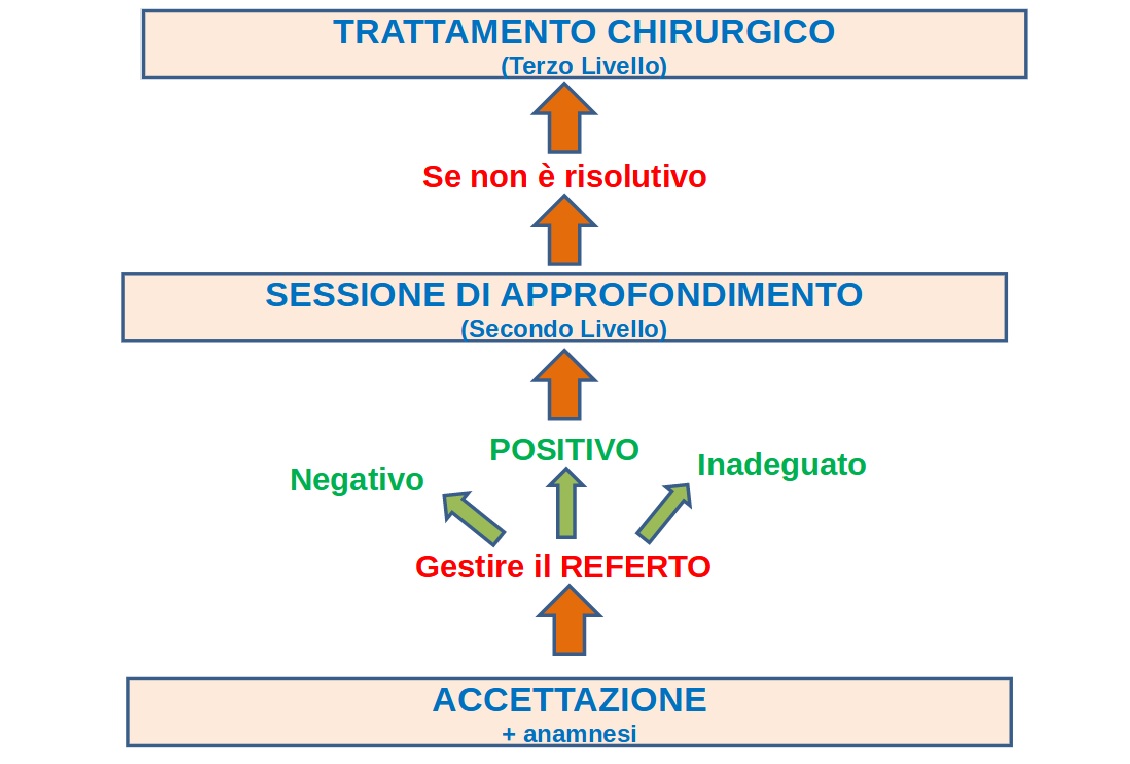 TRATTAMENTO CHIRURGICO
(Terzo Livello)
Se non è risolutivo
SESSIONE DI APPROFONDIMENTO
(Secondo Livello)
POSITIVO
Negativo
Inadeguato
Gestire il REFERTO
ACCETTAZIONE
+ anamnesi